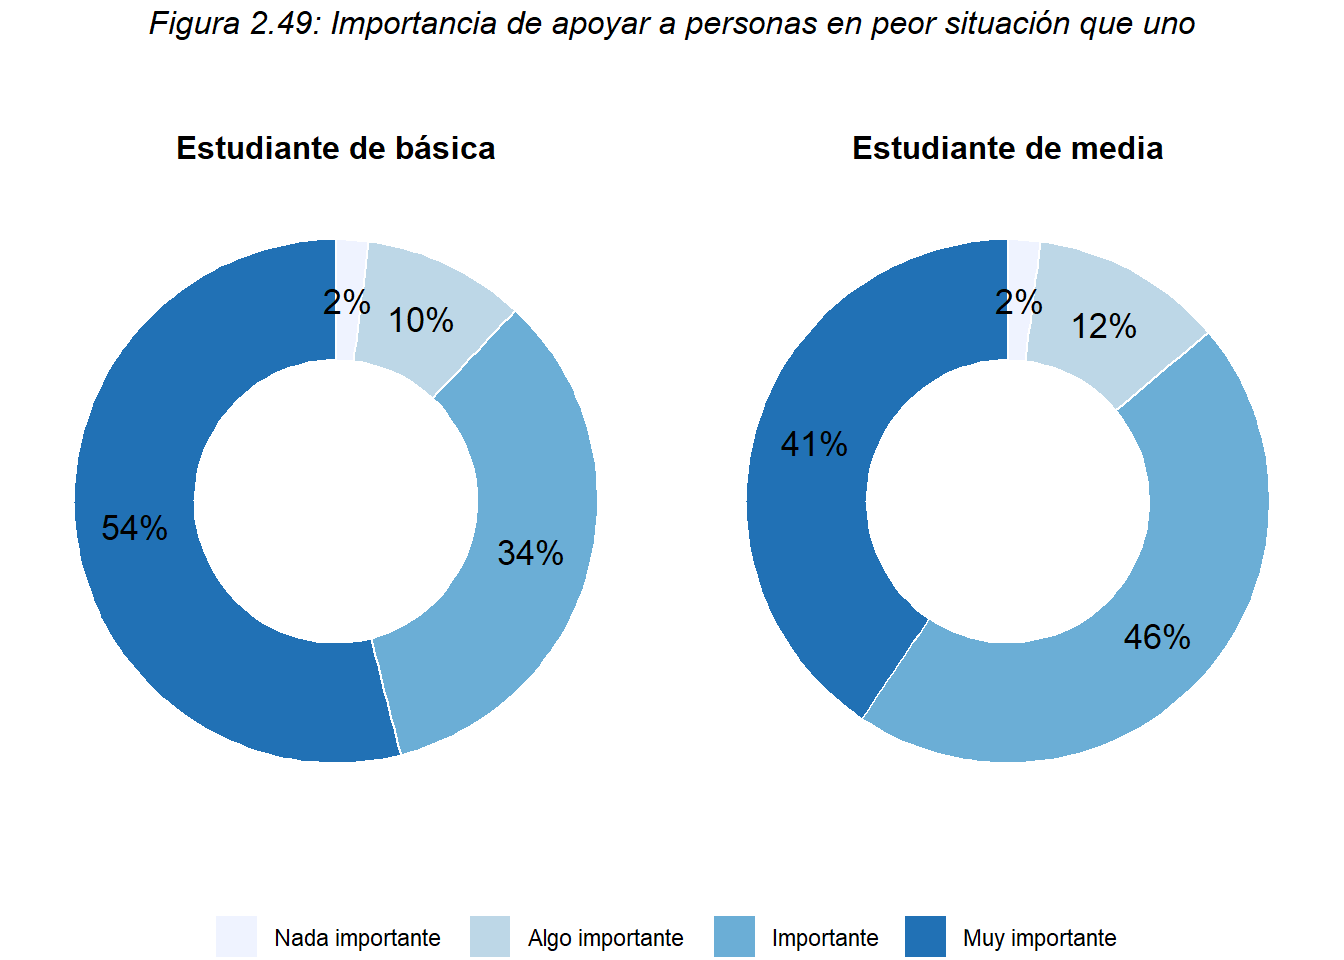 Figura 2.49: Importancia de apoyar a personas en peor situación que uno
Estudiante de básica
Estudiante de media
2%
10%
34%
54%
2%
12%
46%
41%
Nada importante
Algo importante
Importante
Muy importante